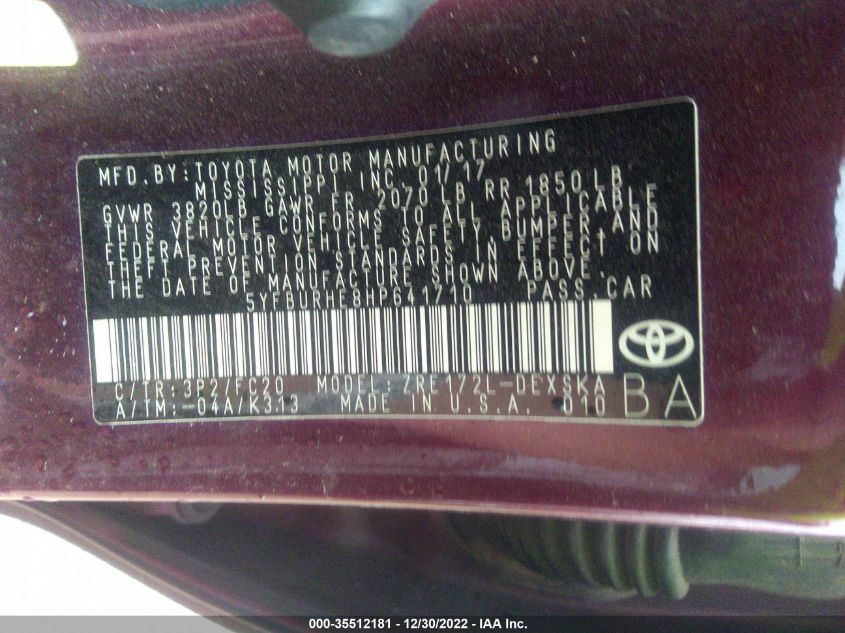 MFD. BY: TOYOTA MOTOR MANUFACTURING
MISSISSIPPI INC. 01/17
GVWR 3820LB GAWR FR 2070 LB RR 1850 LB
THIS VEHICLE CONFORMS TO ALL APPLICABLE
FEDERAL MOTOR VEHICLE SAFETY, BUMPER, AND
THEFT PREVENTION STANDARDS IN EFFECT ON
THE DATE OF MANUFACTURE SHOWN ABOVE.
5YFBURHE8HP641710 PASS. CAR
C/TR: 3P2/FC20 MODEL: ZRE172L-DEXSKA
A/TM: -04A/K313 MADE IN U.S.A. 010 BA
000-35512181 - 12/30/2022 - IAA Inc.